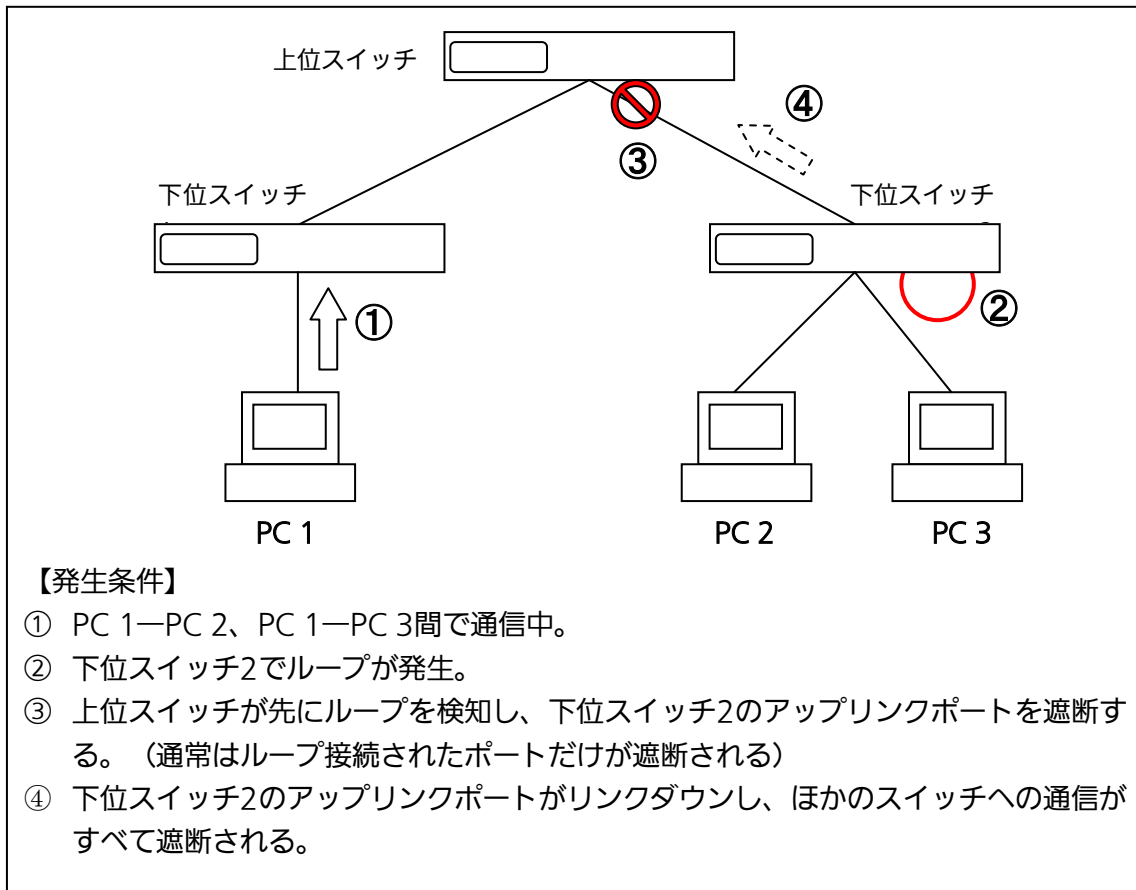 上位スイッチ
④
③
下位スイッチ
下位スイッチ
①
②
PC 1
PC 2
PC 3
【発生条件】
① PC 1―PC 2、PC 1―PC 3間で通信中。
② 下位スイッチ2でループが発生。
③ 上位スイッチが先にループを検知し、下位スイッチ2のアップリンクポートを遮断す
る。（通常はループ接続されたポートだけが遮断される）
④ 下位スイッチ2のアップリンクポートがリンクダウンし、ほかのスイッチへの通信が
すべて遮断される。